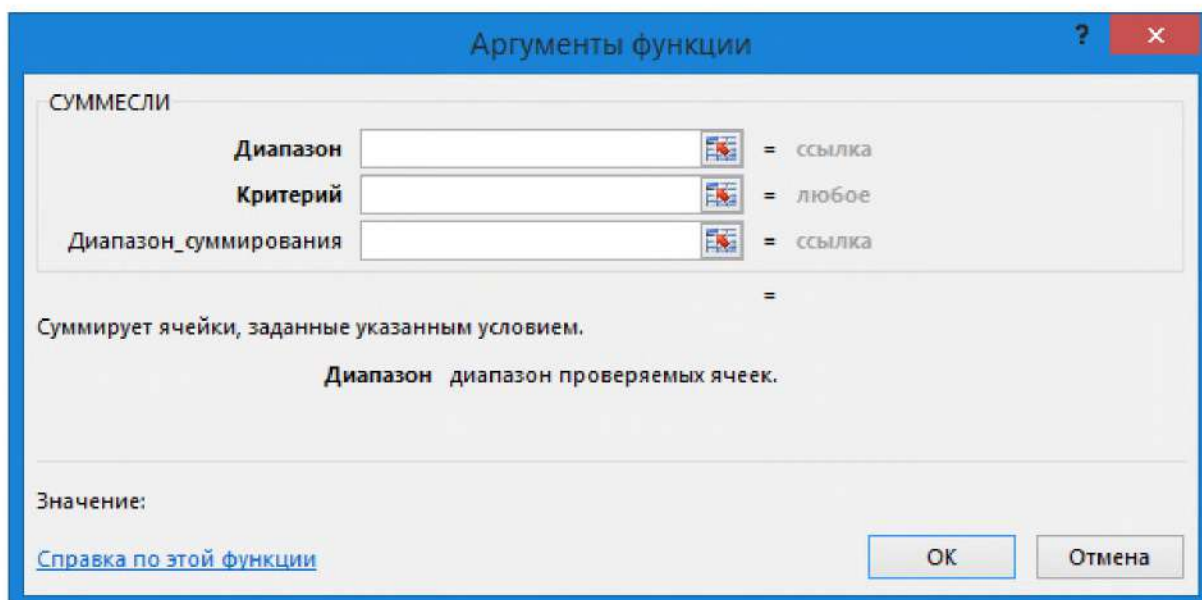 Аргументы функции ?
СУММЕСЛИ
Диапазон = ссылка
Критерий = любое
Диапазон_суммирования = ссылка
=
Суммирует ячейки, заданные указанным условием.
Диапазон диапазон проверяемых ячеек.
Значение:
Справка по этой функции
ОК Отмена